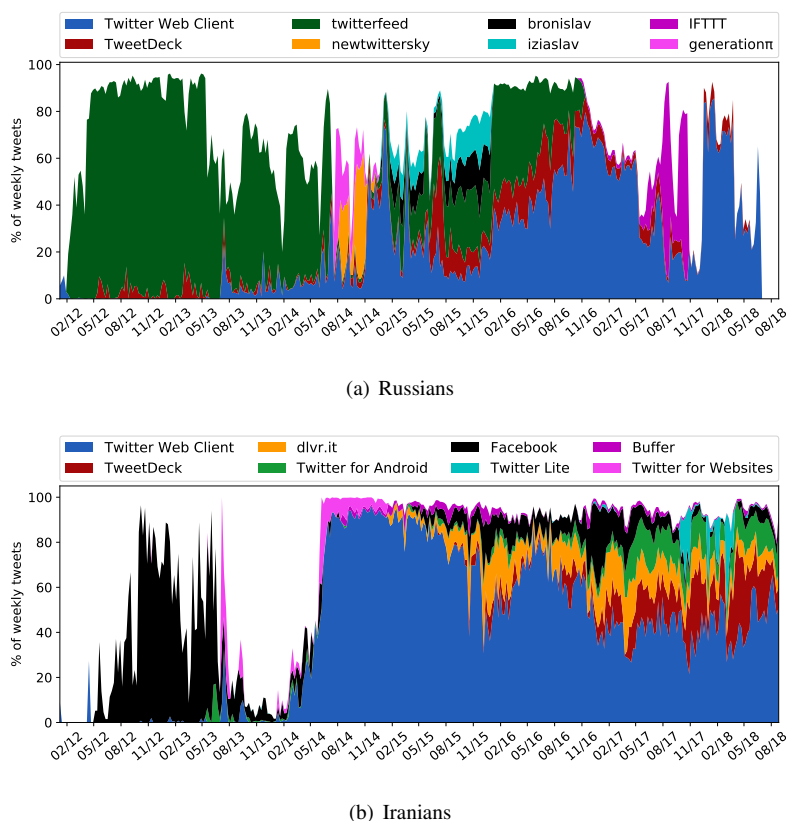 Twitter Web Client twitterfeed bronislav IFTTT
TweetDeck newtwittersky iziaslav generationπ
100
80
60
40
20
0
% of weekly tweets
02/12 05/12 08/12 11/12 02/13 05/13 08/13 11/13 02/14 05/14 08/14 11/14 02/15 05/15 08/15 11/15 02/16 05/16 08/16 11/16 02/17 05/17 08/17 11/17 02/18 05/18 08/18
(a) Russians
Twitter Web Client dlvr.it Facebook Buffer
TweetDeck Twitter for Android Twitter Lite Twitter for Websites
100
80
60
40
20
0
% of weekly tweets
02/12 05/12 08/12 11/12 02/13 05/13 08/13 11/13 02/14 05/14 08/14 11/14 02/15 05/15 08/15 11/15 02/16 05/16 08/16 11/16 02/17 05/17 08/17 11/17 02/18 05/18 08/18
(b) Iranians